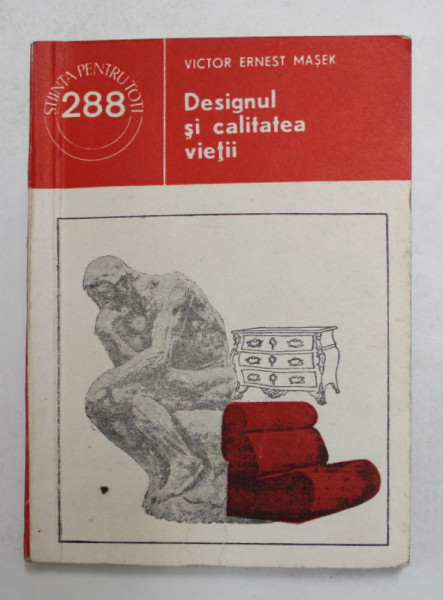 ȘTIINȚA PENTRU TOȚI
288
VICTOR ERNEST MAȘEK
Designul
și calitatea
vieții